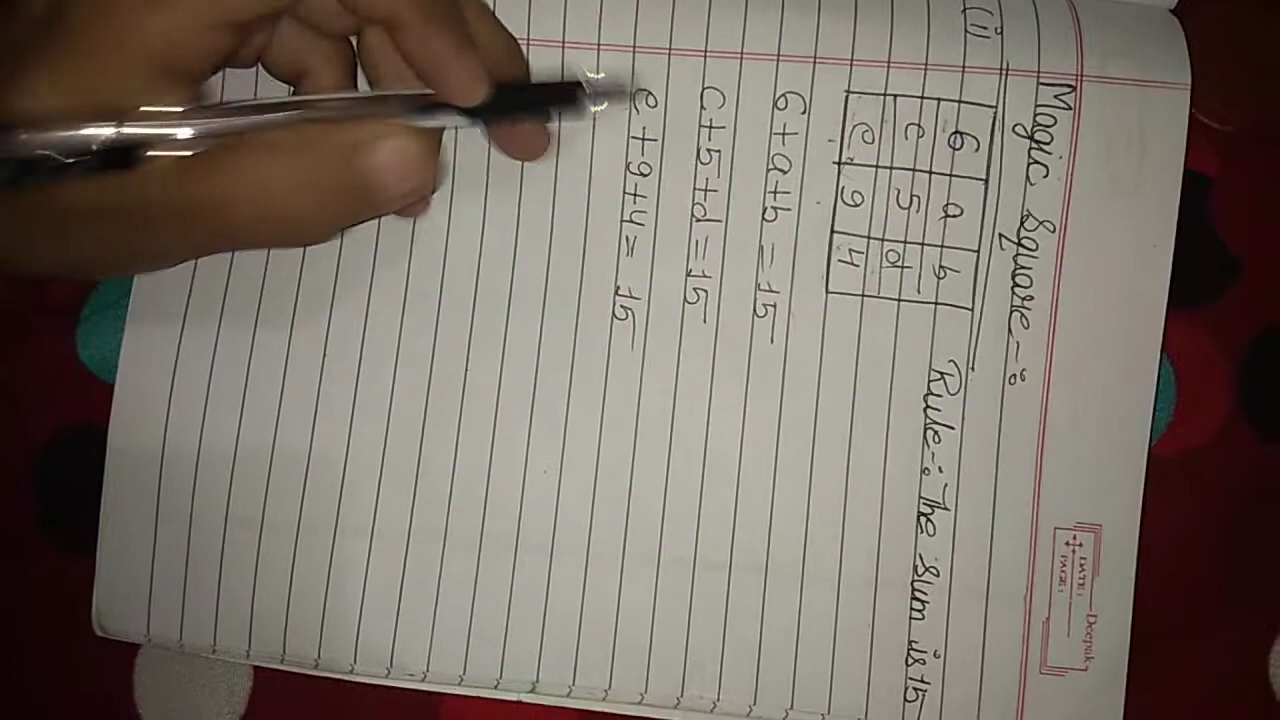 Deepak
DATE:
PAGE:
Magic Square-:
(i)
6 a b
c 5 d
e 9 4
Rule-: The sum is 15
6+a+b=15
c+5+d=15
e+9+4=15